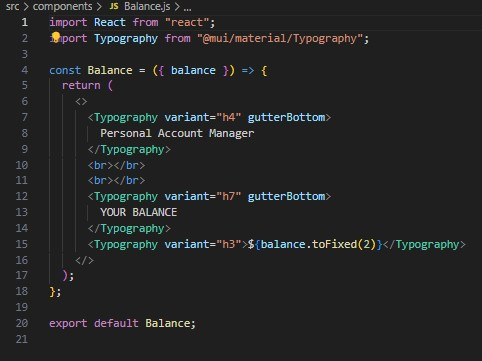 src > components > JS Balance.js > ...
1 import React from "react";
2 import Typography from "@mui/material/Typography";
3
4 const Balance = ({ balance }) => {
5 return (
6 <>
7 <Typography variant="h4" gutterBottom>
8 Personal Account Manager
9 </Typography>
10 <br></br>
11 <br></br>
12 <Typography variant="h7" gutterBottom>
13 YOUR BALANCE
14 </Typography>
15 <Typography variant="h3">${balance.toFixed(2)}</Typography>
16 </>
17 );
18 };
19
20 export default Balance;
21